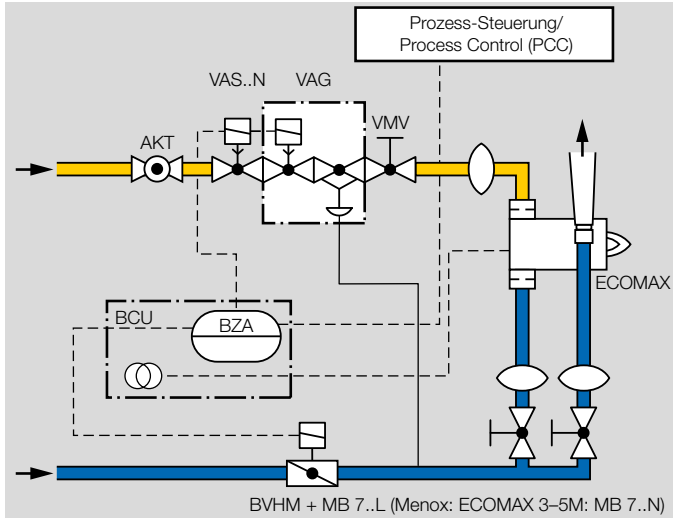 Prozess-Steuerung/
Process Control (PCC)
VAS..N
VAG
AKT
VMV
ECOMAX
BCU
BZA
BVHM + MB 7..L (Menox: ECOMAX 3–5M: MB 7..N)